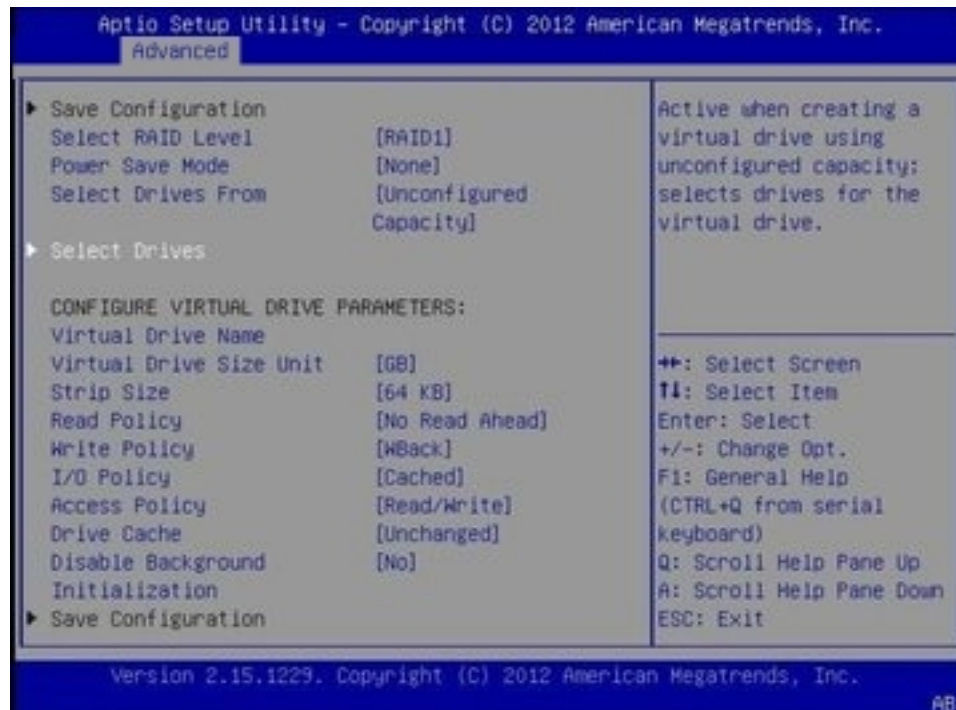 Aptio Setup Utility - Copyright (C) 2012 American Megatrends, Inc.
Advanced
Save Configuration
Select RAID Level [RAID1]
Power Save Mode [None]
Select Drives From [Unconfigured
Capacity]
Select Drives
CONFIGURE VIRTUAL DRIVE PARAMETERS:
Virtual Drive Name
Virtual Drive Size Unit [GB]
Strip Size [64 KB]
Read Policy [No Read Ahead]
Write Policy [WBack]
I/O Policy [Cached]
Access Policy [Read/Write]
Drive Cache [Unchanged]
Disable Background [No]
Initialization
Save Configuration
Active when creating a
virtual drive using
unconfigured capacity;
selects drives for the
virtual drive.
↔: Select Screen
↑↓: Select Item
Enter: Select
+/-: Change Opt.
F1: General Help
(CTRL+Q from serial
keyboard)
Q: Scroll Help Pane Up
A: Scroll Help Pane Down
ESC: Exit
Version 2.15.1229. Copyright (C) 2012 American Megatrends, Inc.
AB